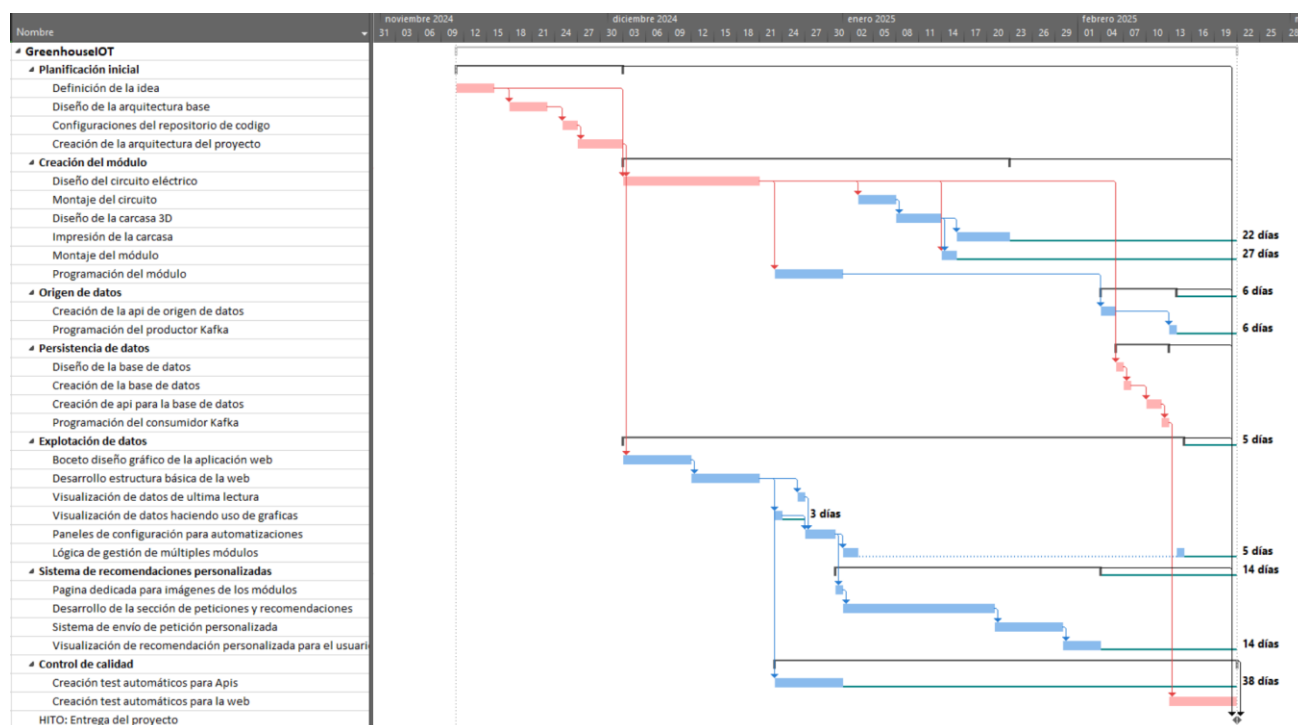 noviembre 2024 diciembre 2024 enero 2025 febrero 2025
Nombre 31 03 06 09 12 15 18 21 24 27 30 03 06 09 12 15 18 21 24 27 30 02 05 08 11 14 17 20 23 26 29 01 04 07 10 13 16 19 22 25 28
GreenhouseIOT
Planificación inicial
Definición de la idea
Diseño de la arquitectura base
Configuraciones del repositorio de codigo
Creación de la arquitectura del proyecto
Creación del módulo
Diseño del circuito eléctrico
Montaje del circuito
Diseño de la carcasa 3D
Impresión de la carcasa 22 días
Montaje del módulo 27 días
Programación del módulo
Origen de datos 6 días
Creación de la api de origen de datos
Programación del productor Kafka 6 días
Persistencia de datos
Diseño de la base de datos
Creación de la base de datos
Creación de api para la base de datos
Programación del consumidor Kafka
Explotación de datos 5 días
Boceto diseño gráfico de la aplicación web
Desarrollo estructura básica de la web
Visualización de datos de ultima lectura
Visualización de datos haciendo uso de graficas 3 días
Paneles de configuración para automatizaciones
Lógica de gestión de múltiples módulos 5 días
Sistema de recomendaciones personalizadas 14 días
Pagina dedicada para imágenes de los módulos
Desarrollo de la sección de peticiones y recomendaciones
Sistema de envío de petición personalizada
Visualización de recomendación personalizada para el usuari 14 días
Control de calidad
Creación test automáticos para Apis 38 días
Creación test automáticos para la web
HITO: Entrega del proyecto